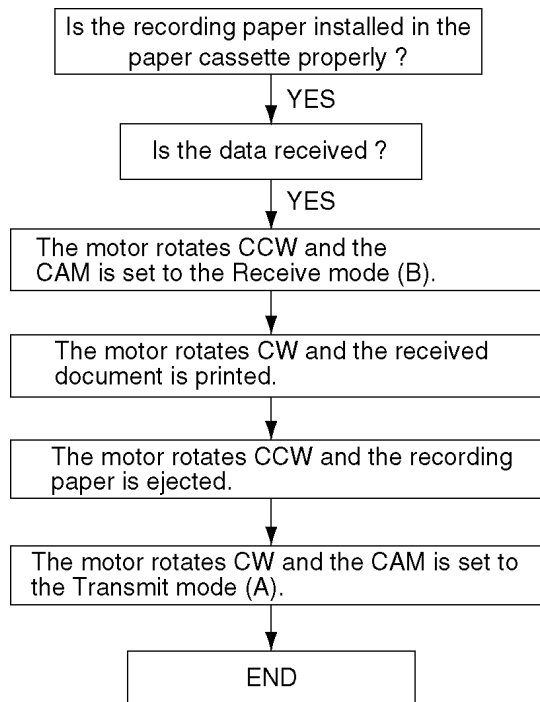 Is the recording paper installed in the
paper cassette properly ?
YES
Is the data received ?
YES
The motor rotates CCW and the
CAM is set to the Receive mode (B).
The motor rotates CW and the received
document is printed.
The motor rotates CCW and the recording
paper is ejected.
The motor rotates CW and the CAM is set to
the Transmit mode (A).
END